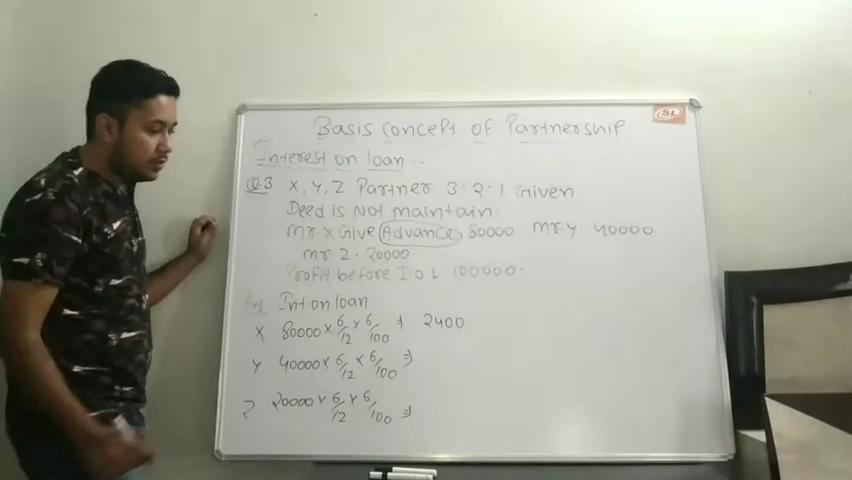 SL
Basis concept of Partnership
Interest on loan ..
Q.3 X, Y, Z Partner 3:2:1 Given
Deed is Not maintain.
mr X Give Advance 80000 mr y. 40000
mr z. 20000.
Profit before I O L 100000.
Int on loan
X 80000 x 6/12 x 6/100 ⇒ 2400
Y 40000 x 6/12 x 6/100 ⇒
Z 20000 x 6/12 x 6/100 ⇒